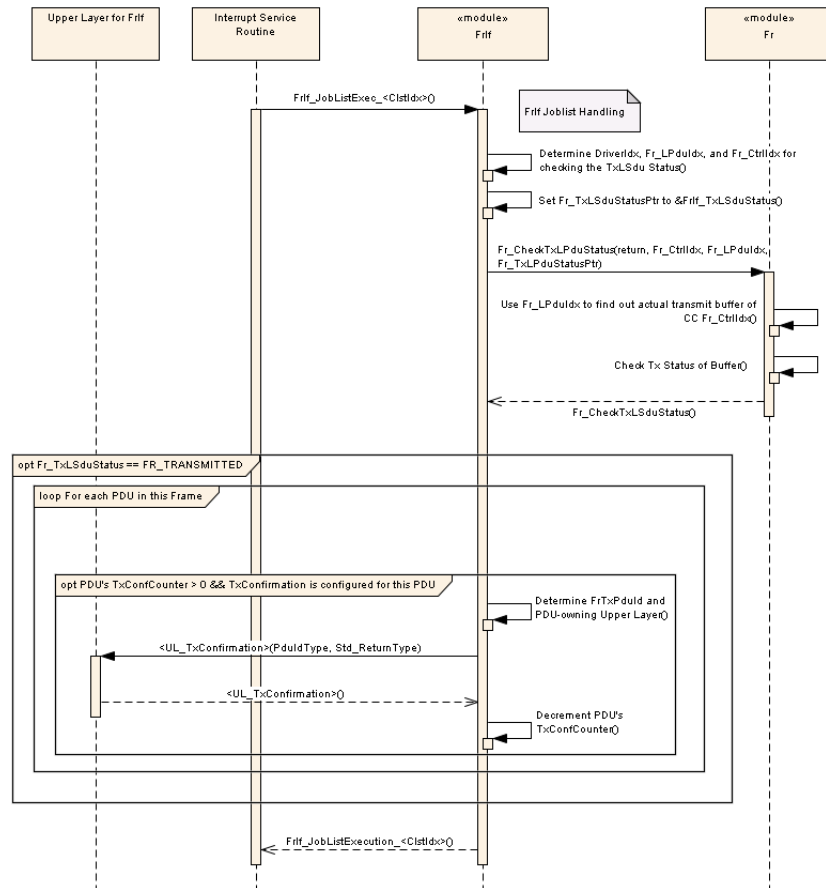 Upper Layer for FrIf
Interrupt Service
Routine
«module»
FrIf
«module»
Fr
FrIf_JobListExec_<ClstIdx>()
FrIf Joblist Handling
Determine DriverIdx, Fr_LPduIdx, and Fr_CtrlIdx for
checking the TxLSdu Status()
Set Fr_TxLSduStatusPtr to &FrIf_TxLSduStatus()
Fr_CheckTxLPduStatus(return, Fr_CtrlIdx, Fr_LPduIdx,
Fr_TxLPduStatusPtr)
Use Fr_LPduIdx to find out actual transmit buffer of
CC Fr_CtrlIdx()
Check Tx Status of Buffer()
Fr_CheckTxLSduStatus()
opt Fr_TxLSduStatus == FR_TRANSMITTED
loop For each PDU in this Frame
opt PDU's TxConfCounter > 0 && TxConfirmation is configured for this PDU
Determine FrTxPduId and
PDU-owning Upper Layer()
<UL_TxConfirmation>(PduIdType, Std_ReturnType)
<UL_TxConfirmation>()
Decrement PDU's
TxConfCounter()
FrIf_JobListExecution_<ClstIdx>()